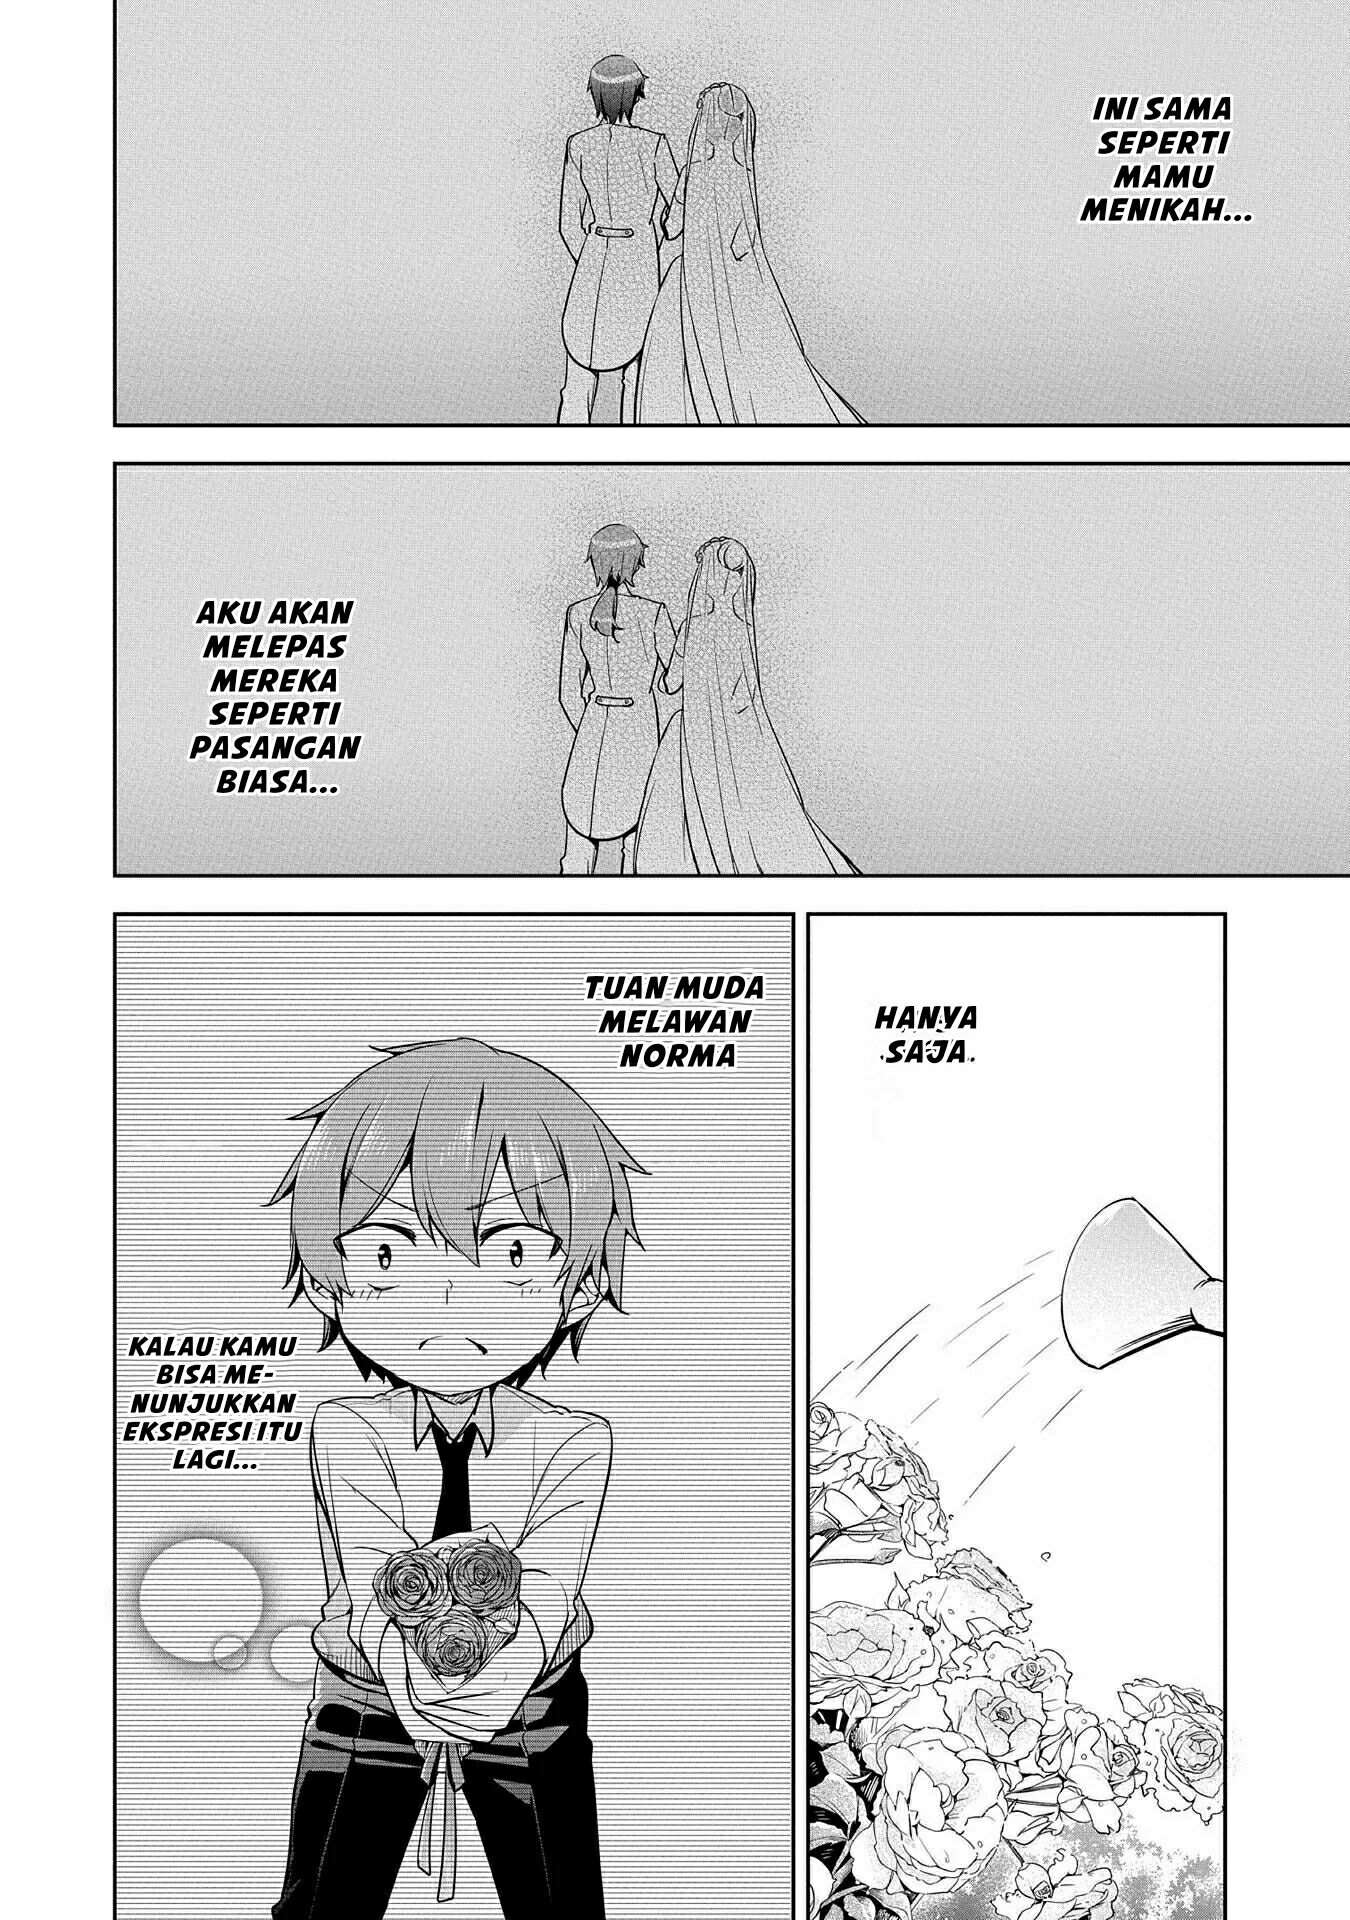 INI SAMA
SEPERTI
MAMU
MENIKAH...
AKU AKAN
MELEPAS
MEREKA
SEPERTI
PASANGAN
BIASA...
HANYA
SAJA.
TUAN MUDA
MELAWAN
NORMA
KALAU KAMU
BISA ME-
NUNJUKKAN
EKSPRESI ITU
LAGI...